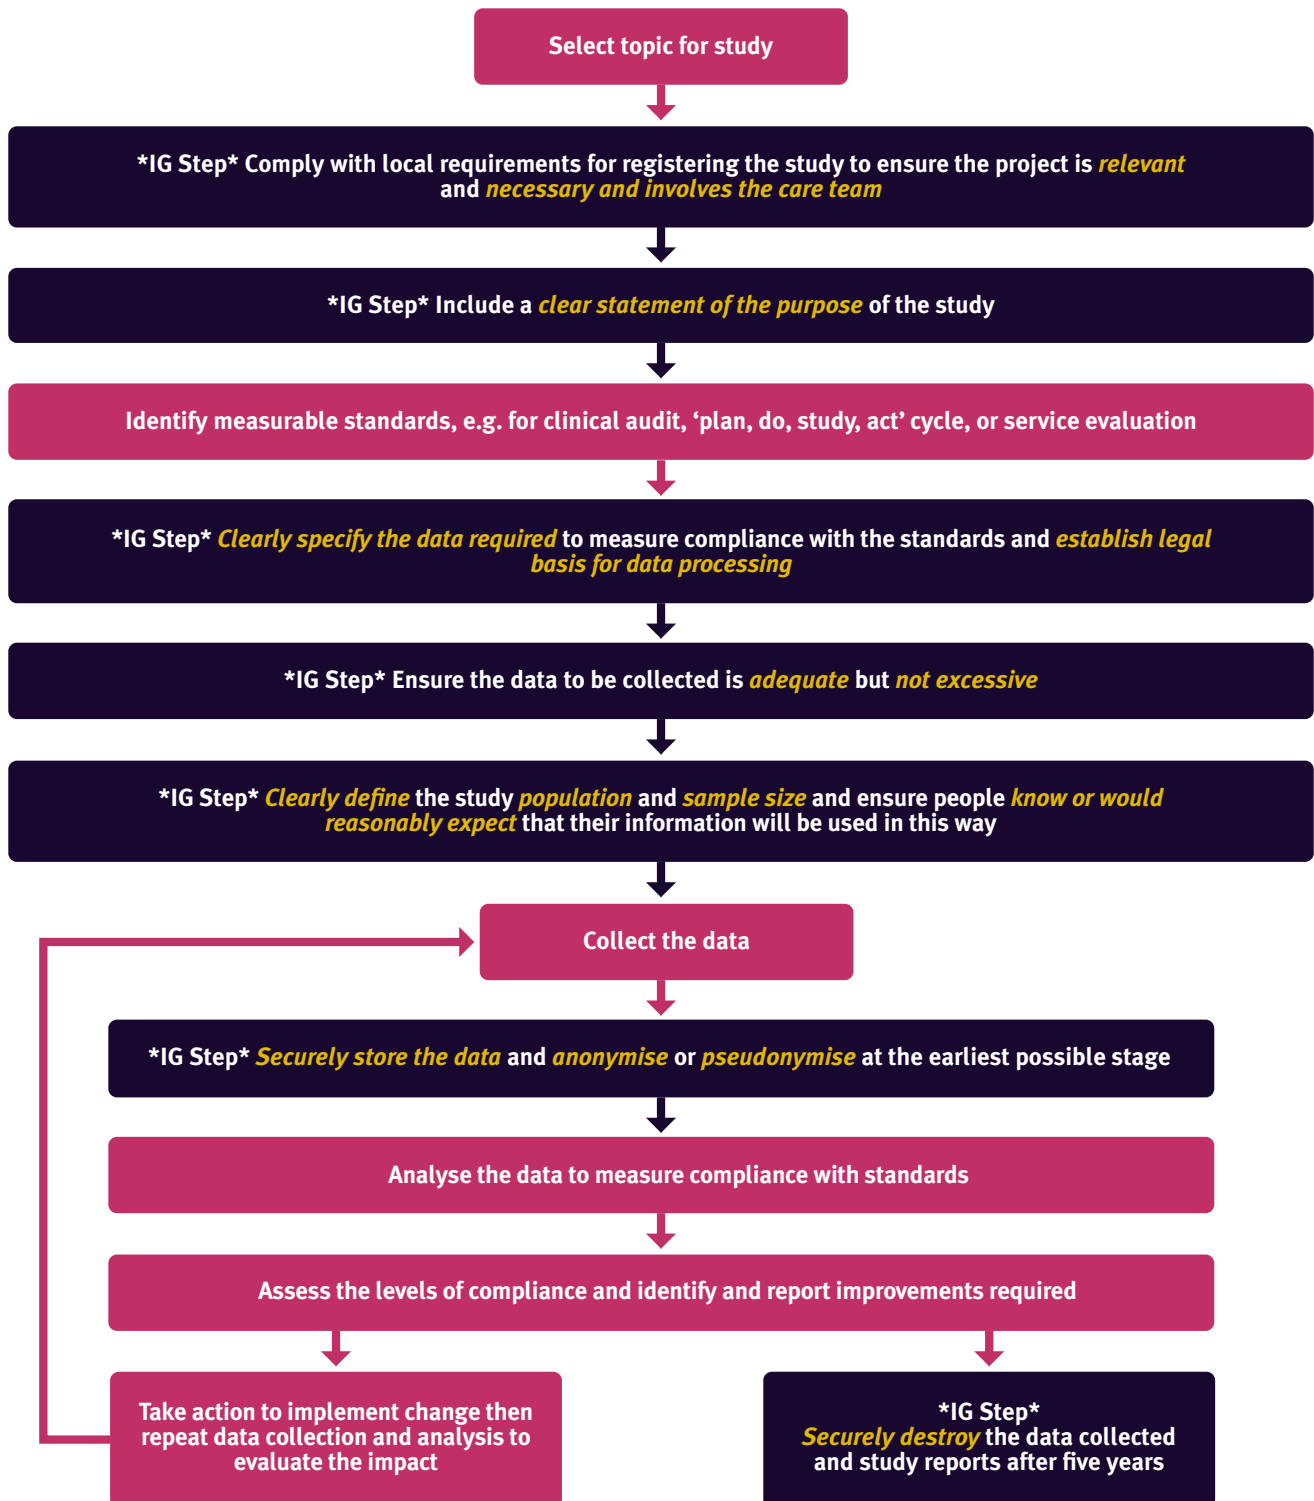 Select topic for study
*IG Step* Comply with local requirements for registering the study to ensure the project is relevant
and necessary and involves the care team
*IG Step* Include a clear statement of the purpose of the study
Identify measurable standards, e.g. for clinical audit, ‘plan, do, study, act’ cycle, or service evaluation
*IG Step* Clearly specify the data required to measure compliance with the standards and establish legal
basis for data processing
*IG Step* Ensure the data to be collected is adequate but not excessive
*IG Step* Clearly define the study population and sample size and ensure people know or would
reasonably expect that their information will be used in this way
Collect the data
*IG Step* Securely store the data and anonymise or pseudonymise at the earliest possible stage
Analyse the data to measure compliance with standards
Assess the levels of compliance and identify and report improvements required
Take action to implement change then
repeat data collection and analysis to
evaluate the impact
*IG Step*
Securely destroy the data collected
and study reports after five years